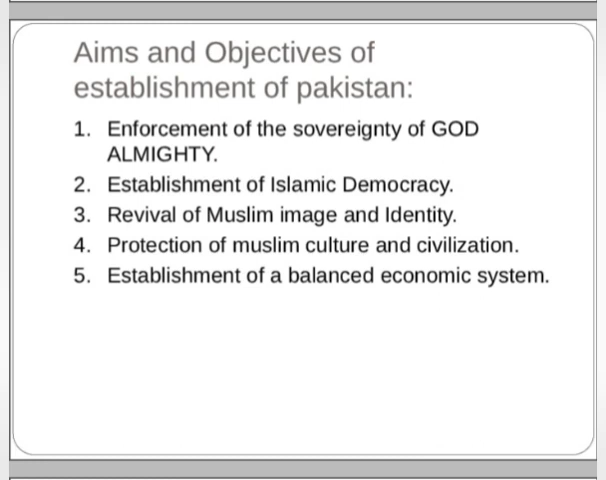 Aims and Objectives of
establishment of pakistan:
1. Enforcement of the sovereignty of GOD
ALMIGHTY.
2. Establishment of Islamic Democracy.
3. Revival of Muslim image and Identity.
4. Protection of muslim culture and civilization.
5. Establishment of a balanced economic system.